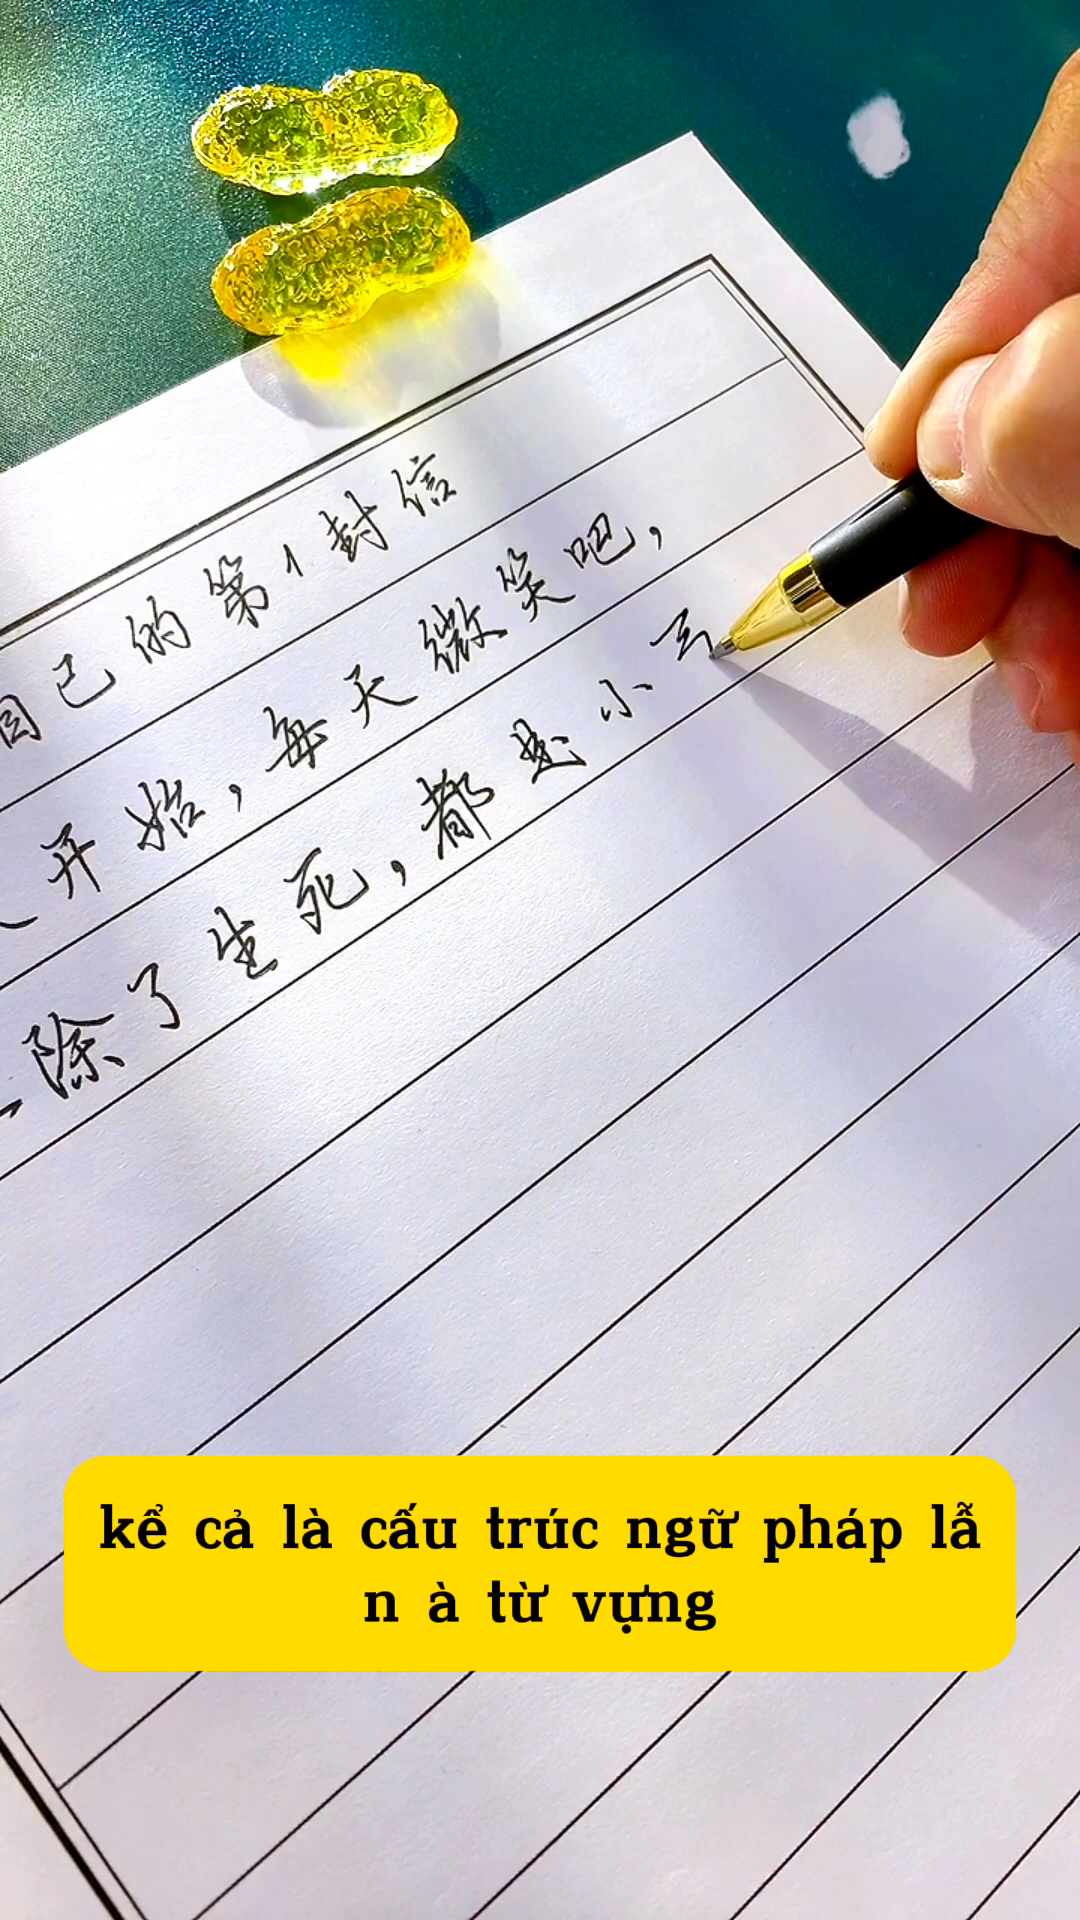 自己的第1封信
开始,每天微笑吧,
除了生死,都是小
kể cả là cấu trúc ngữ pháp lẫ
n à từ vựng